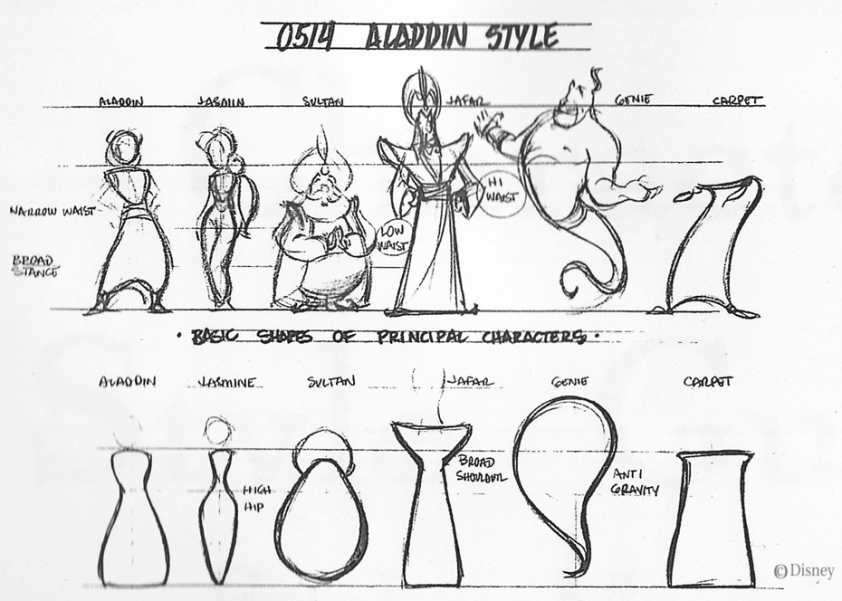 0514 ALADDIN STYLE
ALADDIN JASMIN SULTAN JAFAR GENIE CARPET
NARROW WAIST
HI
WAIST
LOW
WAIST
BROAD
STANCE
· BASIC SHAPES OF PRINCIPAL CHARACTERS ·
ALADDIN JASMINE SULTAN JAFAR GENIE CARPET
BROAD
SHOULDER
ANTI
GRAVITY
HIGH
HIP
© Disney